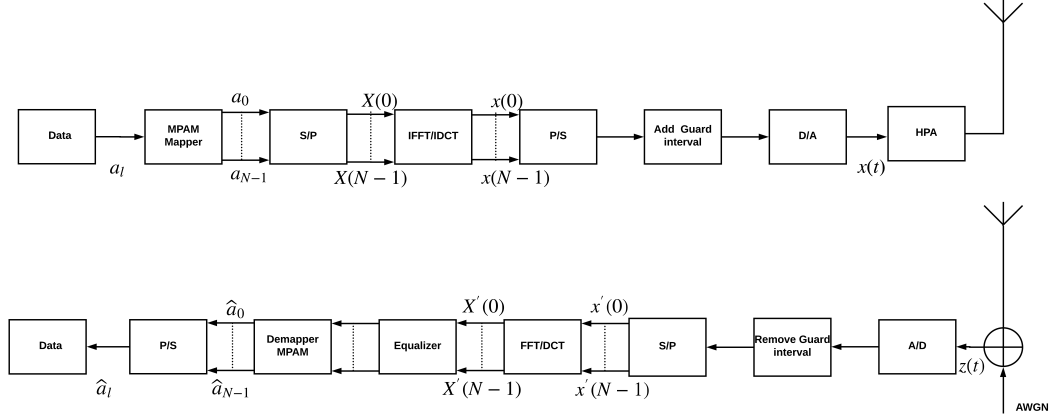 a_0
X(0)
x(0)
Data
MPAM
Mapper
S/P
IFFT/IDCT
P/S
Add Guard
interval
D/A
HPA
a_l
a_{N−1}
X(N − 1)
x(N − 1)
x(t)
â_0
X′(0)
x′(0)
Data
P/S
Demapper
MPAM
Equalizer
FFT/DCT
S/P
Remove Guard
interval
A/D
z(t)
â_l
â_{N−1}
X′(N − 1)
x′(N − 1)
AWGN